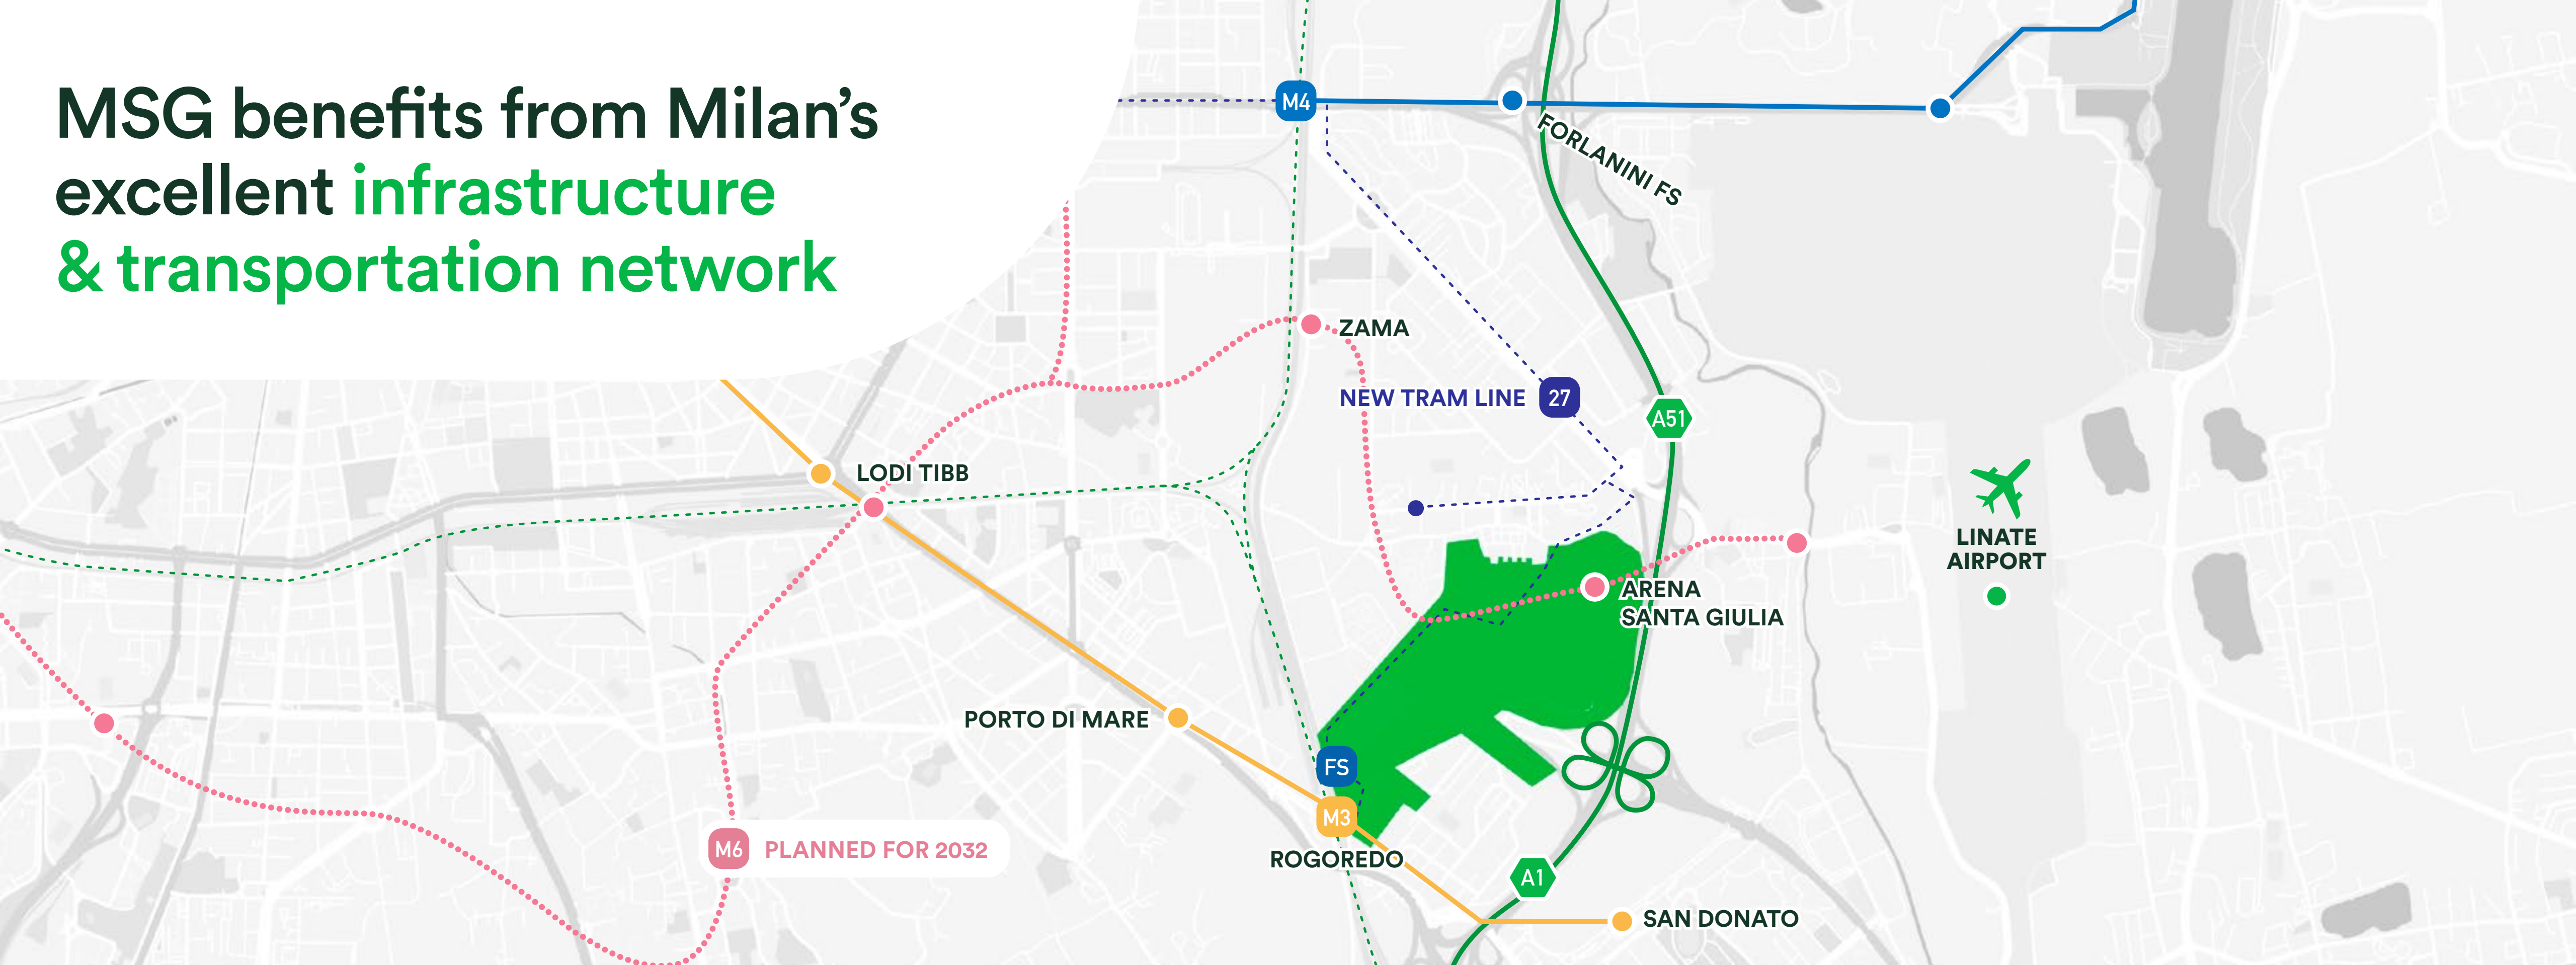 MSG benefits from Milan's
excellent infrastructure
& transportation network
M4
FORLANINI FS
ZAMA
NEW TRAM LINE 27
A51
LODI TIBB
LINATE
AIRPORT
ARENA
SANTA GIULIA
PORTO DI MARE
FS
M3
ROGOREDO
M6 PLANNED FOR 2032
A1
SAN DONATO